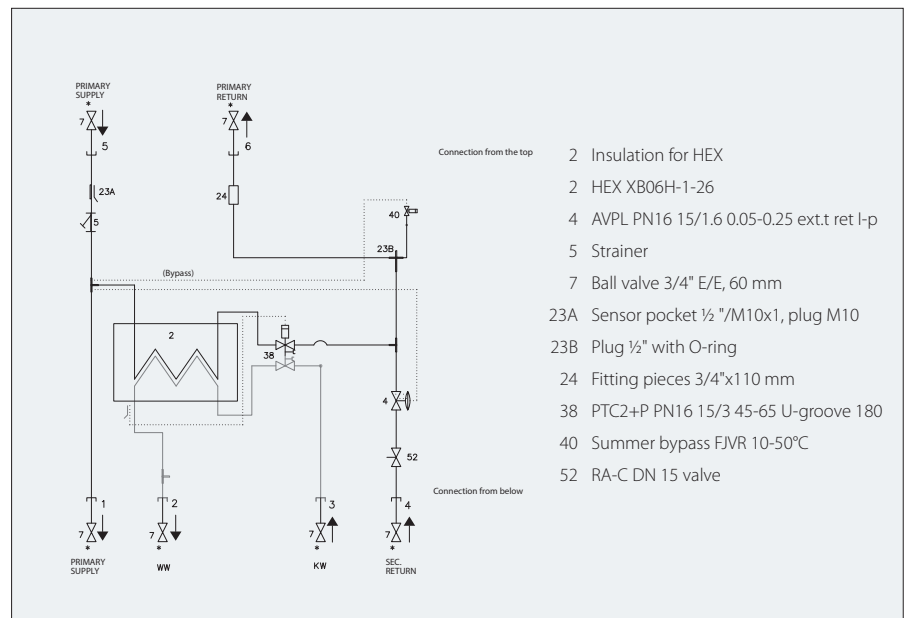 PRIMARY
SUPPLY
*
7
5
23A
5
PRIMARY
RETURN
*
7
6
24
Connection from the top
40
23B
(Bypass)
2
38
4
52
Connection from below
1
7
*
PRIMARY
SUPPLY
2
7
*
WW
3
7
*
KW
4
7
*
SEC.
RETURN
2 Insulation for HEX
2 HEX XB06H-1-26
4 AVPL PN16 15/1.6 0.05-0.25 ext.t ret l-p
5 Strainer
7 Ball valve 3/4" E/E, 60 mm
23A Sensor pocket ½ "/M10x1, plug M10
23B Plug ½" with O-ring
24 Fitting pieces 3/4"x110 mm
38 PTC2+P PN16 15/3 45-65 U-groove 180
40 Summer bypass FJVR 10-50°C
52 RA-C DN 15 valve